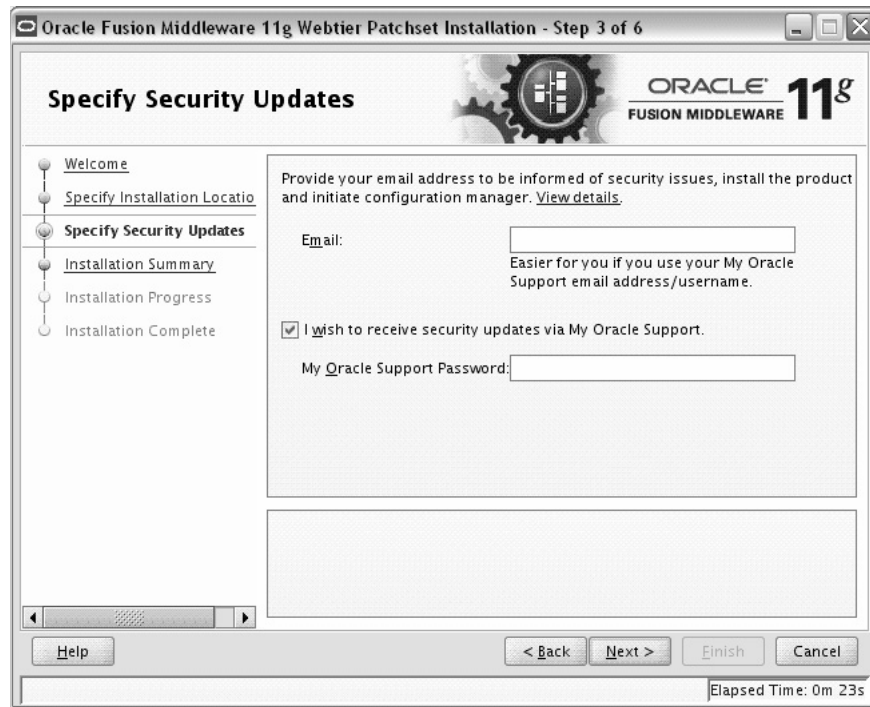 Oracle Fusion Middleware 11g Webtier Patchset Installation - Step 3 of 6
Specify Security Updates
ORACLE
FUSION MIDDLEWARE
11g
Welcome
Specify Installation Locatio
Specify Security Updates
Installation Summary
Installation Progress
Installation Complete
Provide your email address to be informed of security issues, install the product
and initiate configuration manager. View details.
Email:
Easier for you if you use your My Oracle
Support email address/username.
I wish to receive security updates via My Oracle Support.
My Oracle Support Password:
Help
< Back
Next >
Finish
Cancel
Elapsed Time: 0m 23s